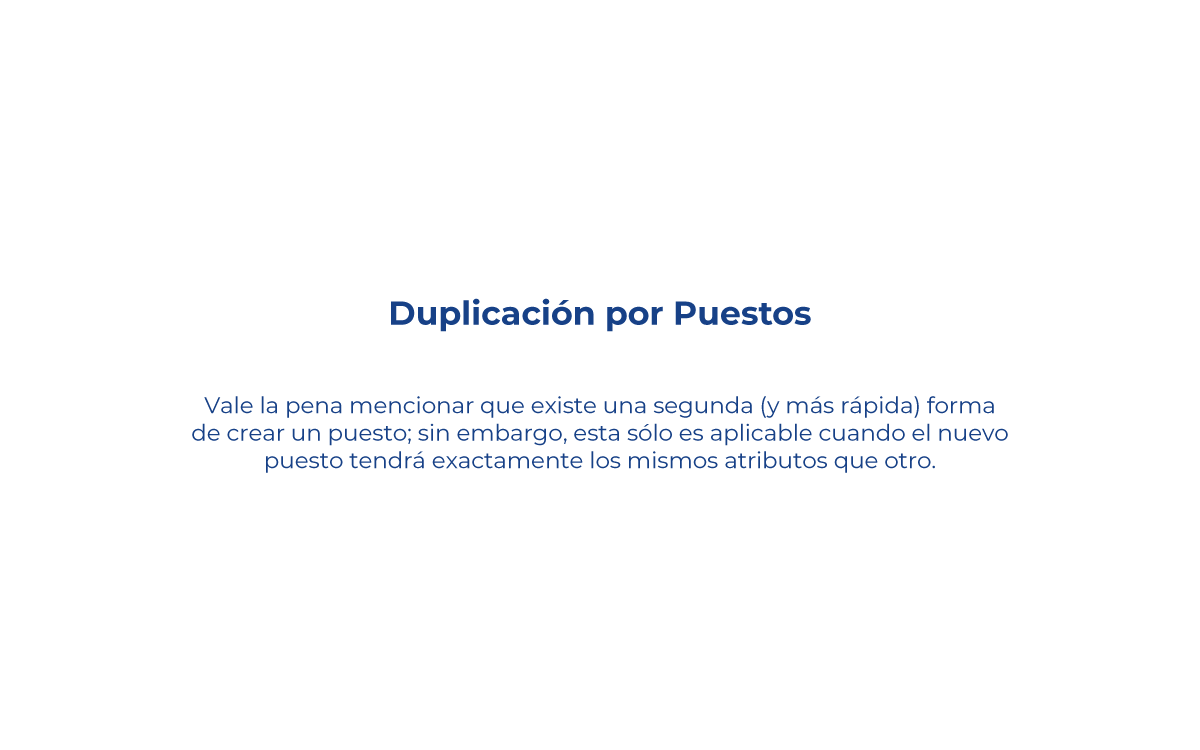 Duplicación por Puestos
Vale la pena mencionar que existe una segunda (y más rápida) forma
de crear un puesto; sin embargo, esta sólo es aplicable cuando el nuevo
puesto tendrá exactamente los mismos atributos que otro.